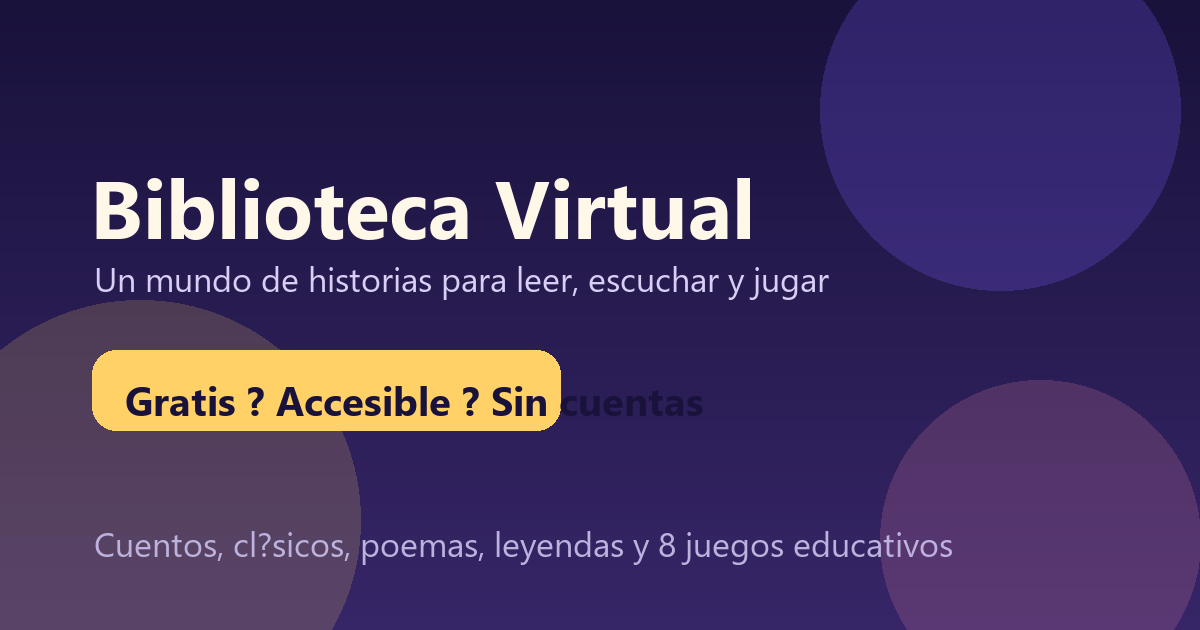 Biblioteca Virtual
Un mundo de historias para leer, escuchar y jugar
Gratis ? Accesible ? Sin cuentas
Cuentos, cl?sicos, poemas, leyendas y 8 juegos educativos